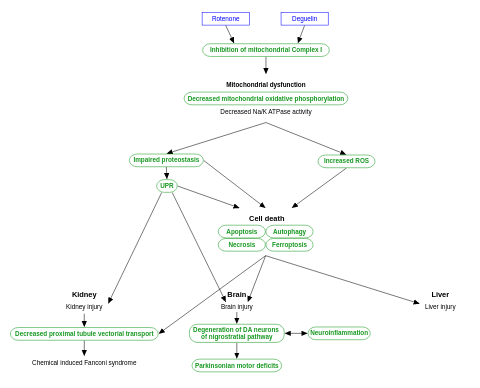 Rotenone
Deguelin
Inhibition of mitochondrial Complex I
Mitochondrial dysfunction
Decreased mitochondrial oxidative phosphorylation
Decreased Na/K ATPase activity
Impaired proteostasis
Increased ROS
UPR
Cell death
Apoptosis
Autophagy
Necrosis
Ferroptosis
Kidney
Brain
Liver
Kidney injury
Brain injury
Liver injury
Decreased proximal tubule vectorial transport
Degeneration of DA neurons
of nigrostriatal pathway
Neuroinflammation
Chemical induced Fanconi syndrome
Parkinsonian motor deficits